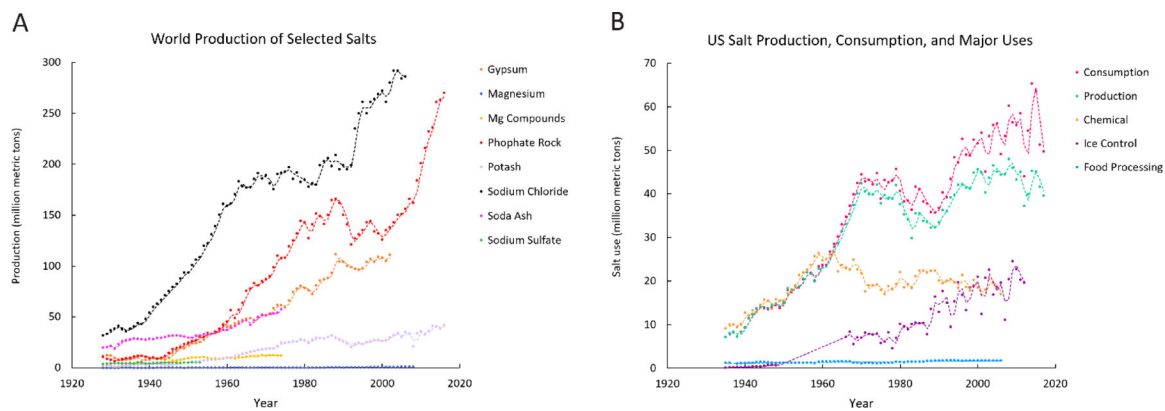 A
World Production of Selected Salts
Production (million metric tons)
300
250
200
150
100
50
0
1920
1940
1960
1980
2000
2020
Year
Gypsum
Magnesium
Mg Compounds
Phophate Rock
Potash
Sodium Chloride
Soda Ash
Sodium Sulfate
B
US Salt Production, Consumption, and Major Uses
Salt use (million metric tons)
70
60
50
40
30
20
10
0
1920
1940
1960
1980
2000
2020
Year
Consumption
Production
Chemical
Ice Control
Food Processing